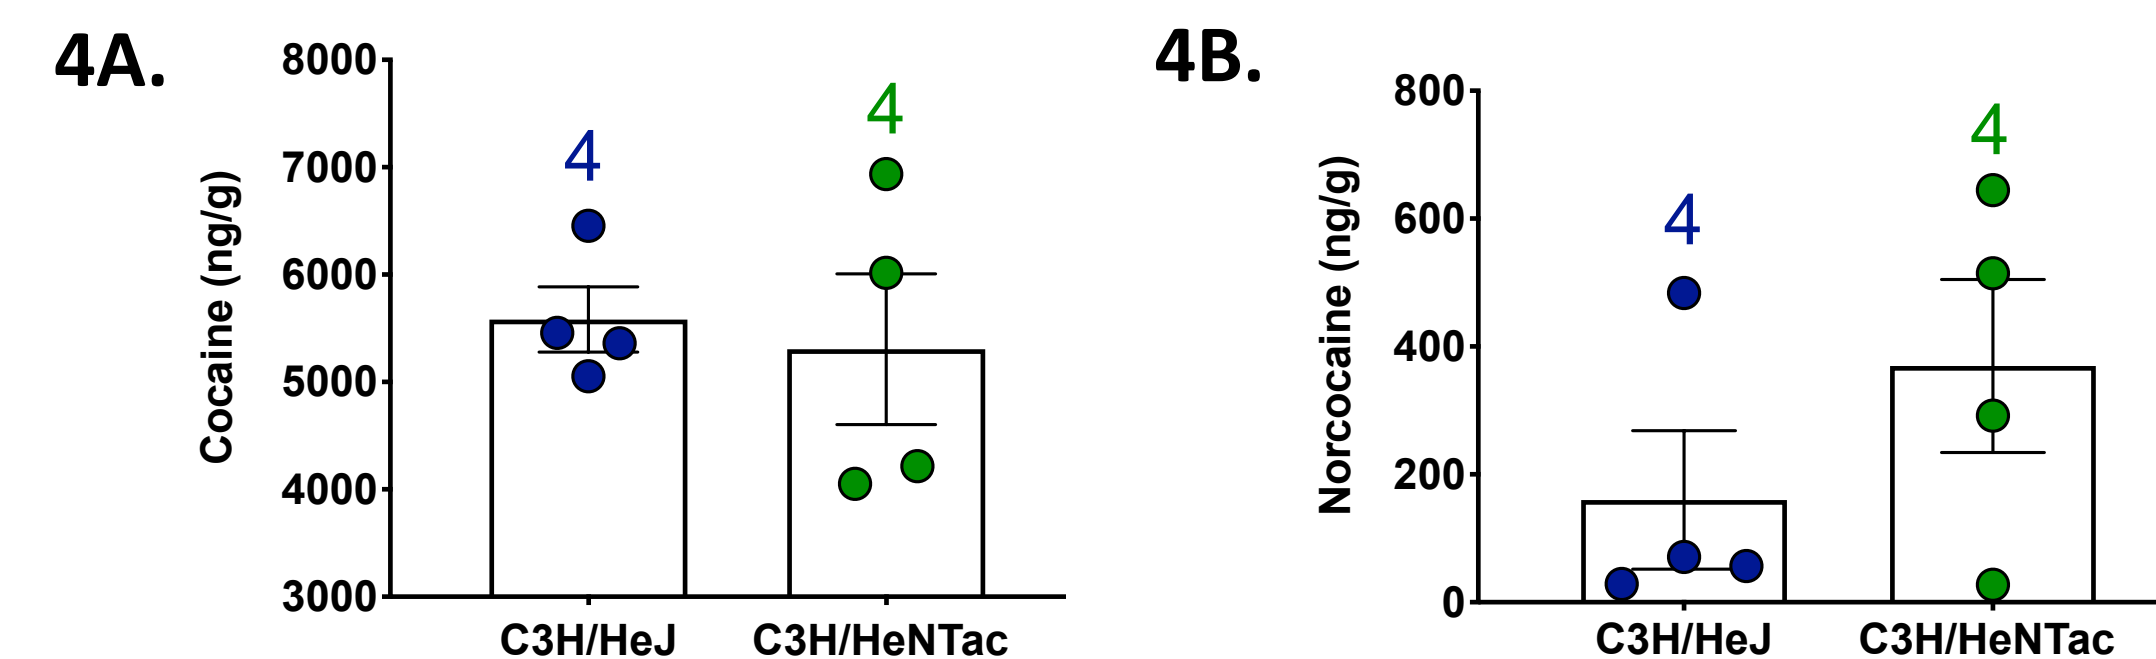 4A.
Cocaine (ng/g)
8000
7000
6000
5000
4000
3000
4
4
C3H/HeJ
C3H/HeNTac
4B.
Norcocaine (ng/g)
800
600
400
200
0
4
4
C3H/HeJ
C3H/HeNTac